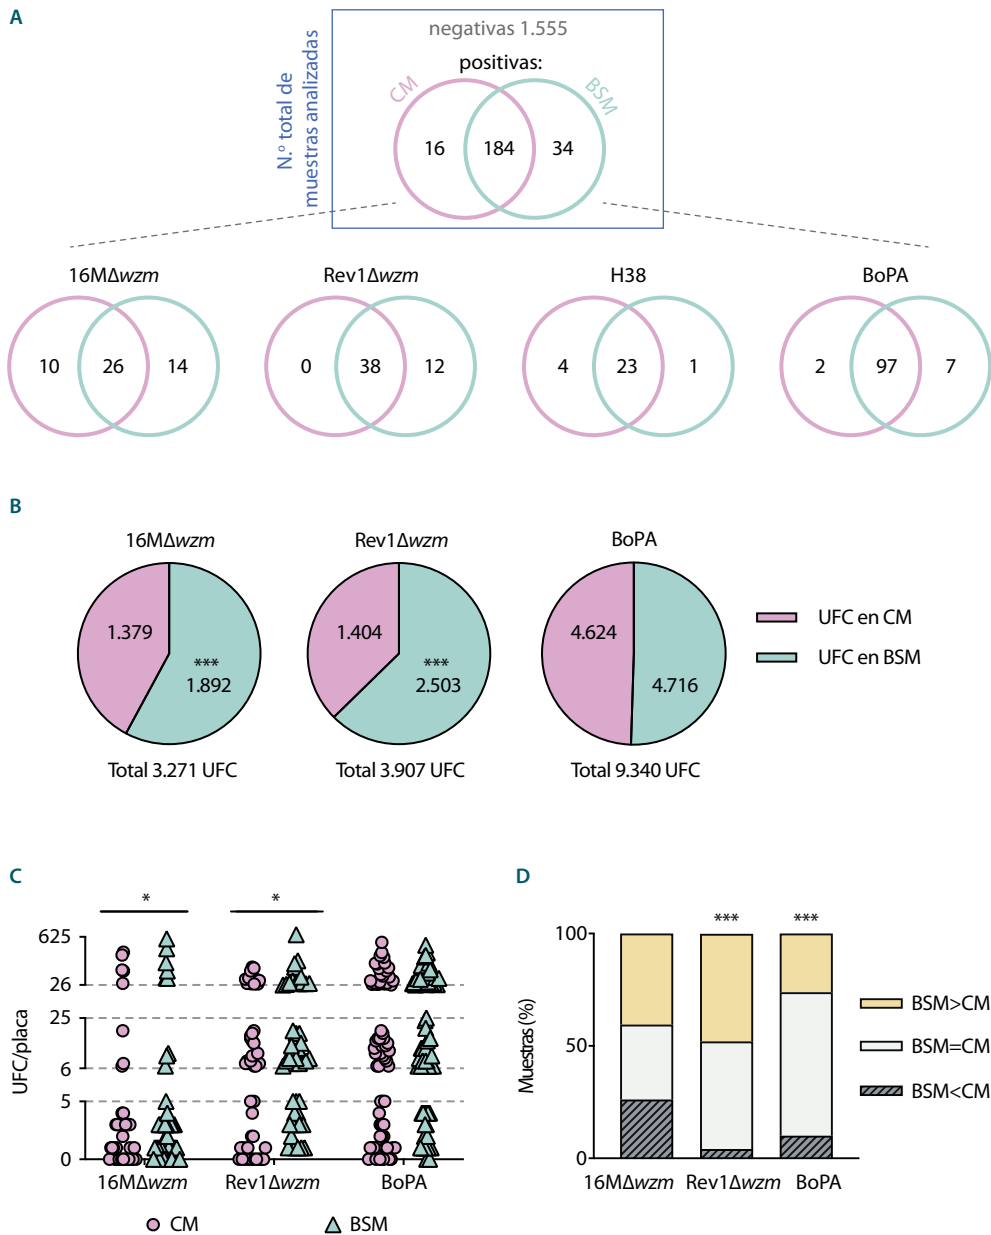 A
negativas 1.555
positivas:
N.º total de
muestras analizadas
CM
BSM
16
184
34
16MΔwzm
Rev1Δwzm
H38
BoPA
10
26
14
0
38
12
4
23
1
2
97
7
B
16MΔwzm
Rev1Δwzm
BoPA
1.379
***
1.892
1.404
***
2.503
4.624
4.716
UFC en CM
UFC en BSM
Total 3.271 UFC
Total 3.907 UFC
Total 9.340 UFC
C
*
*
UFC/placa
625
26
25
6
5
0
16MΔwzm
Rev1Δwzm
BoPA
CM
BSM
D
***
***
Muestras (%)
100
50
0
16MΔwzm
Rev1Δwzm
BoPA
BSM>CM
BSM=CM
BSM<CM